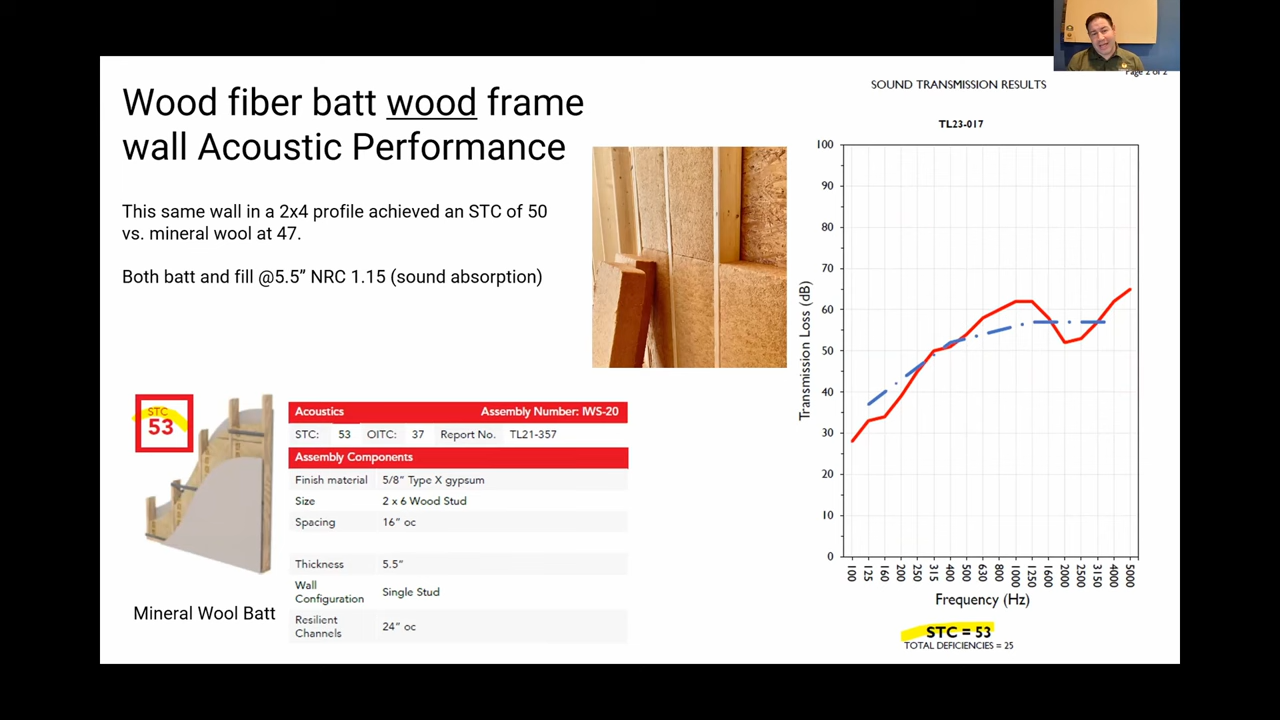 Wood fiber batt wood frame
wall Acoustic Performance
This same wall in a 2x4 profile achieved an STC of 50
vs. mineral wool at 47.
Both batt and fill @5.5” NRC 1.15 (sound absorption)
STC
53
Mineral Wool Batt
Acoustics Assembly Number: IWS-20
STC: 53 OITC: 37 Report No. TL21-357
Assembly Components
Finish material 5/8” Type X gypsum
Size 2 x 6 Wood Stud
Spacing 16” oc
Thickness 5.5”
Wall
Configuration Single Stud
Resilient
Channels 24” oc
Page 2 of 2
SOUND TRANSMISSION RESULTS
TL23-017
Transmission Loss (dB)
100
90
80
70
60
50
40
30
20
10
0
100 125 160 200 250 315 400 500 630 800 1000 1250 1600 2000 2500 3150 4000 5000
Frequency (Hz)
STC = 53
TOTAL DEFICIENCIES = 25